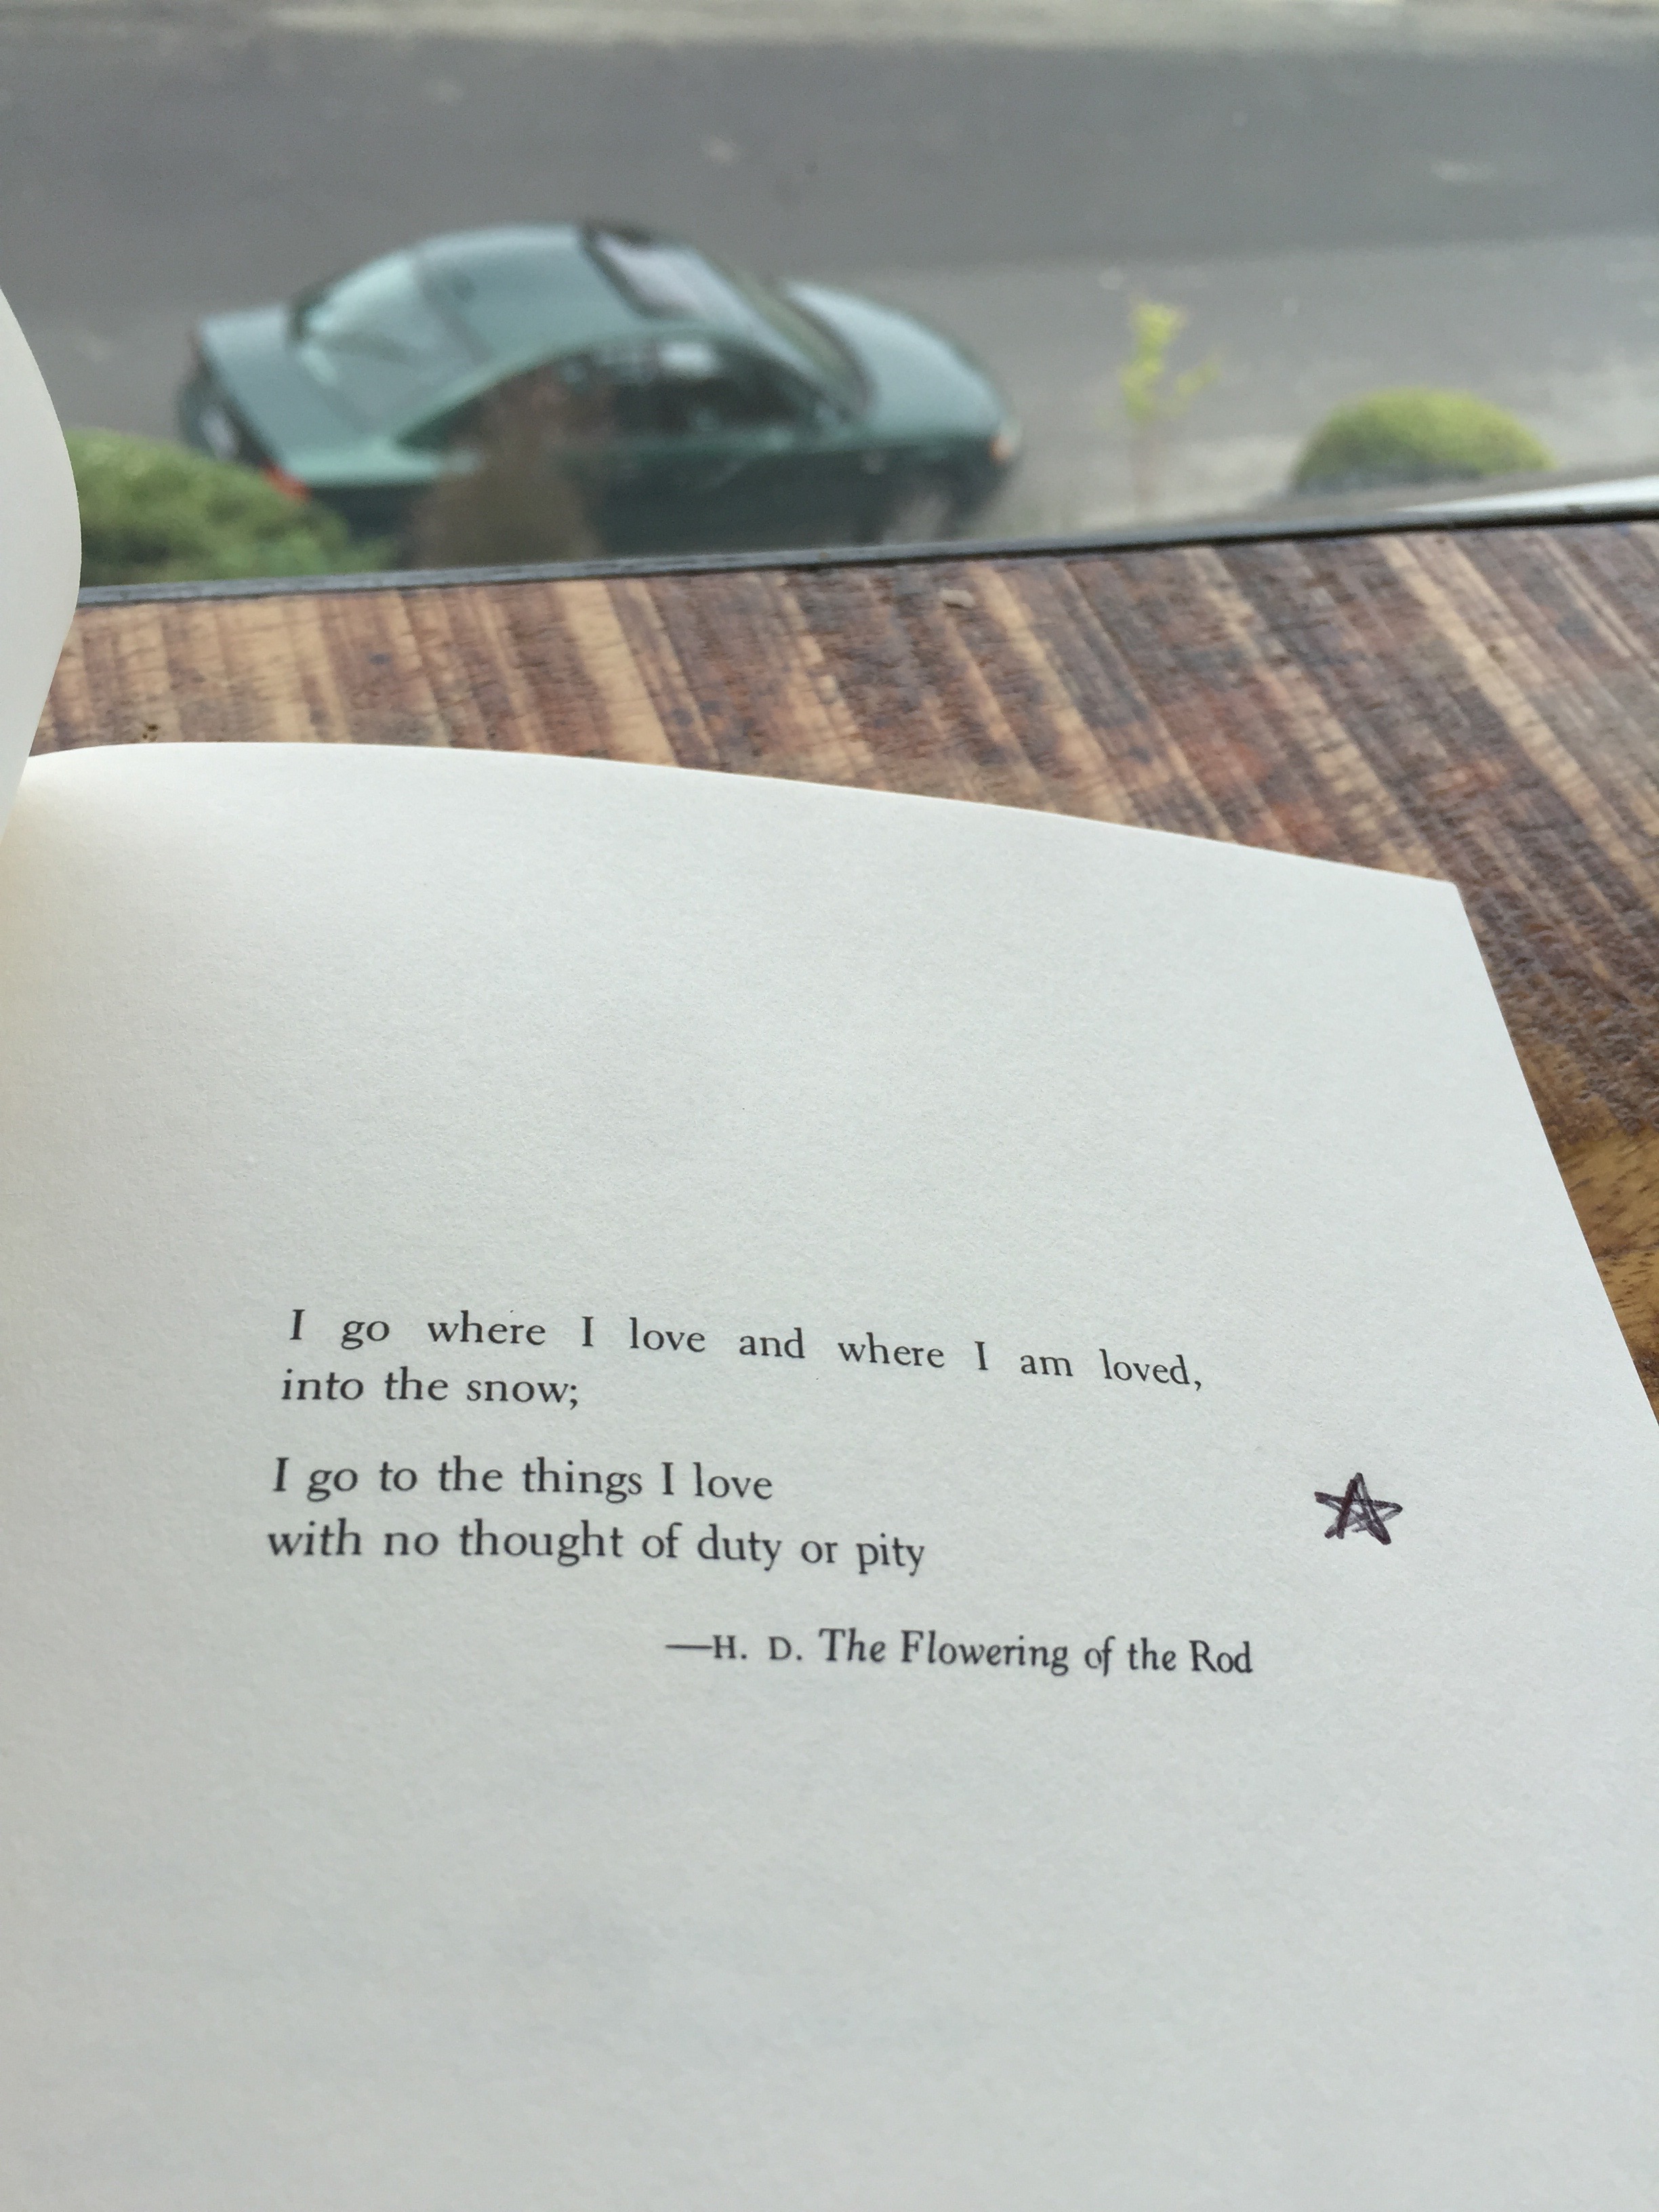 I go where I love and where I am loved,
into the snow;
I go to the things I love
with no thought of duty or pity
—H. D. The Flowering of the Rod